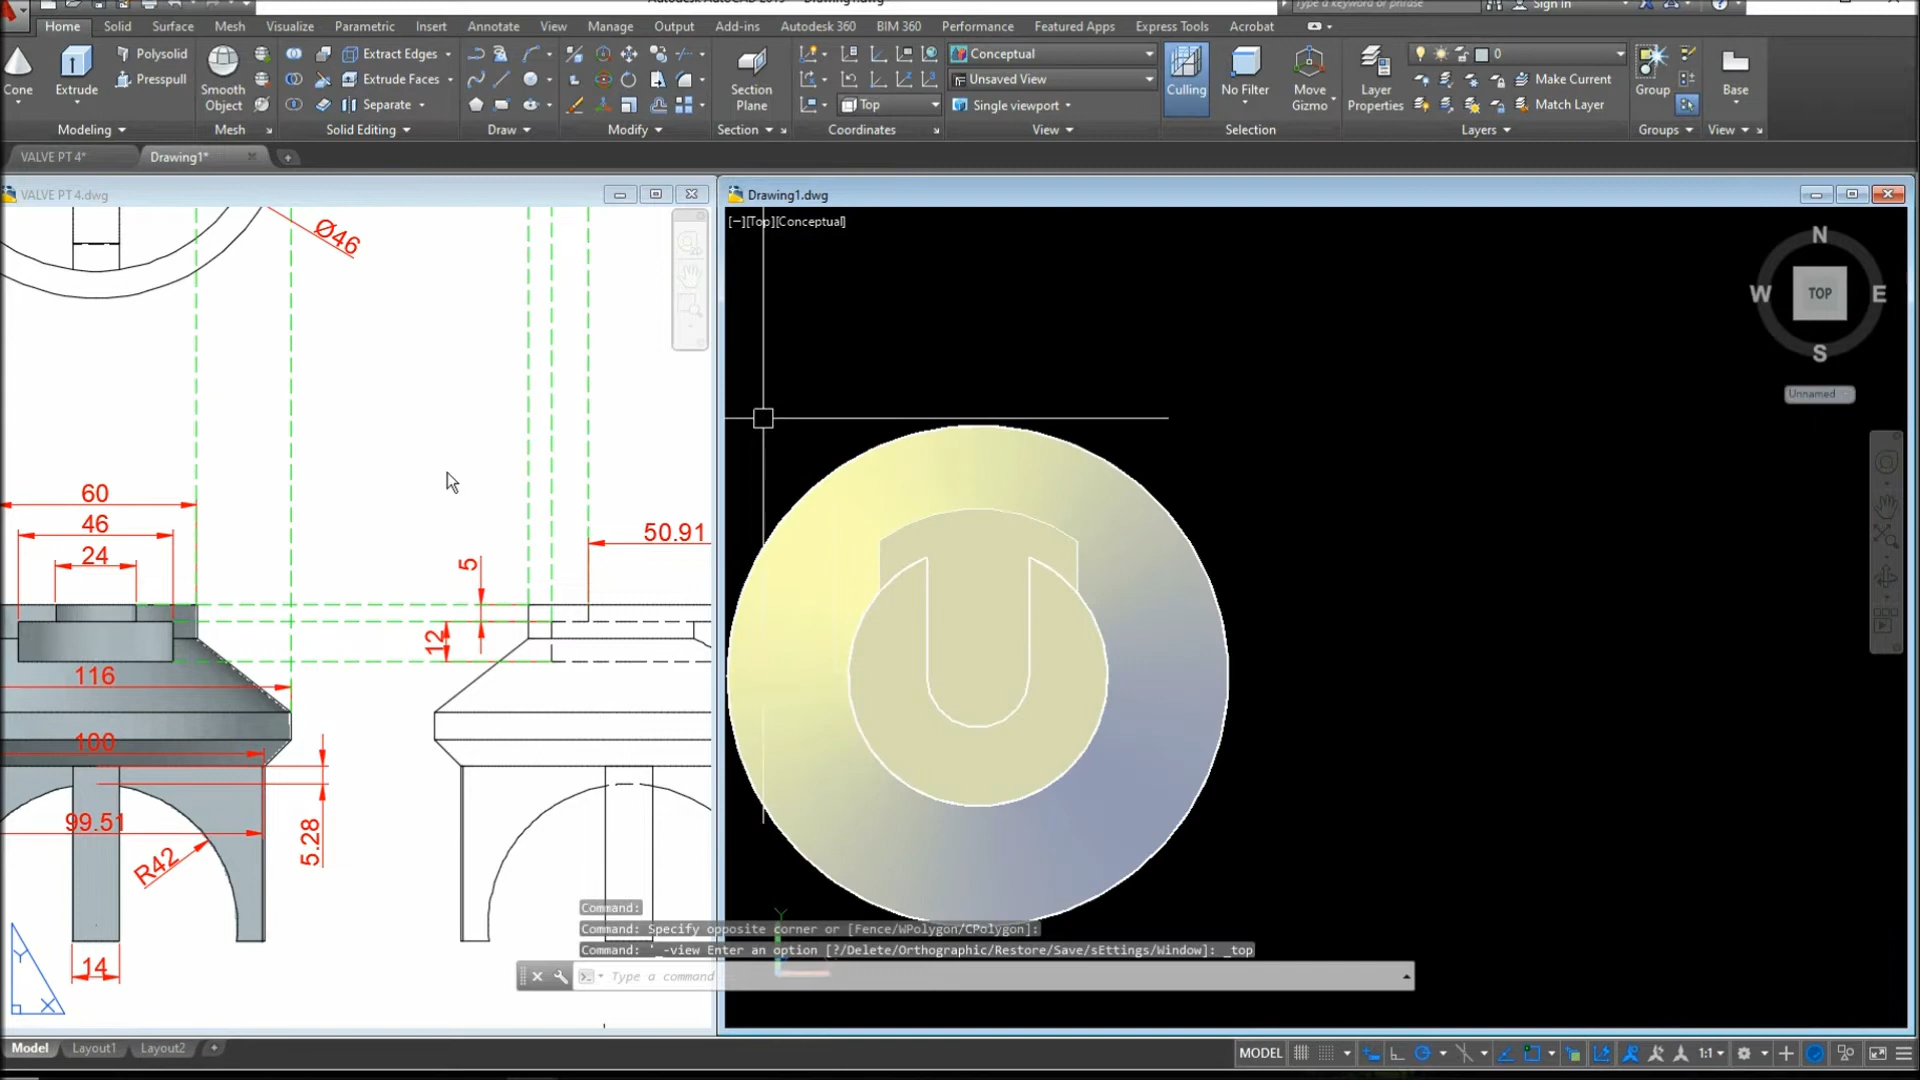 Home Solid Surface Mesh Visualize Parametric Insert Annotate View Manage Output Add-ins Autodesk 360 BIM 360 Performance Featured Apps Express Tools Acrobat
Type a keyword or phrase
Sign In
Cone
Extrude
Polysolid
Presspull
Modeling
Smooth
Object
Mesh
Extract Edges
Extrude Faces
Separate
Solid Editing
Draw
Modify
Section
Plane
Section
Top
Coordinates
Conceptual
Unsaved View
Single viewport
View
Culling
No Filter
Move
Gizmo
Selection
Layer
Properties
0
Make Current
Match Layer
Layers
Group
Groups
Base
View
VALVE PT 4*
Drawing1*
VALVE PT 4.dwg
Drawing1.dwg
[−][Top][Conceptual]
N
W
TOP
E
S
Unnamed
Ø46
60
46
24
50.91
5
12
116
100
99.51
5.28
R42
14
Y
X
Y
Command:
Command: Specify opposite corner or [Fence/WPolygon/CPolygon]:
Command: '_-view Enter an option [?/Delete/Orthographic/Restore/Save/sEttings/Window]: _top
Type a command
Model Layout1 Layout2
MODEL
1:1